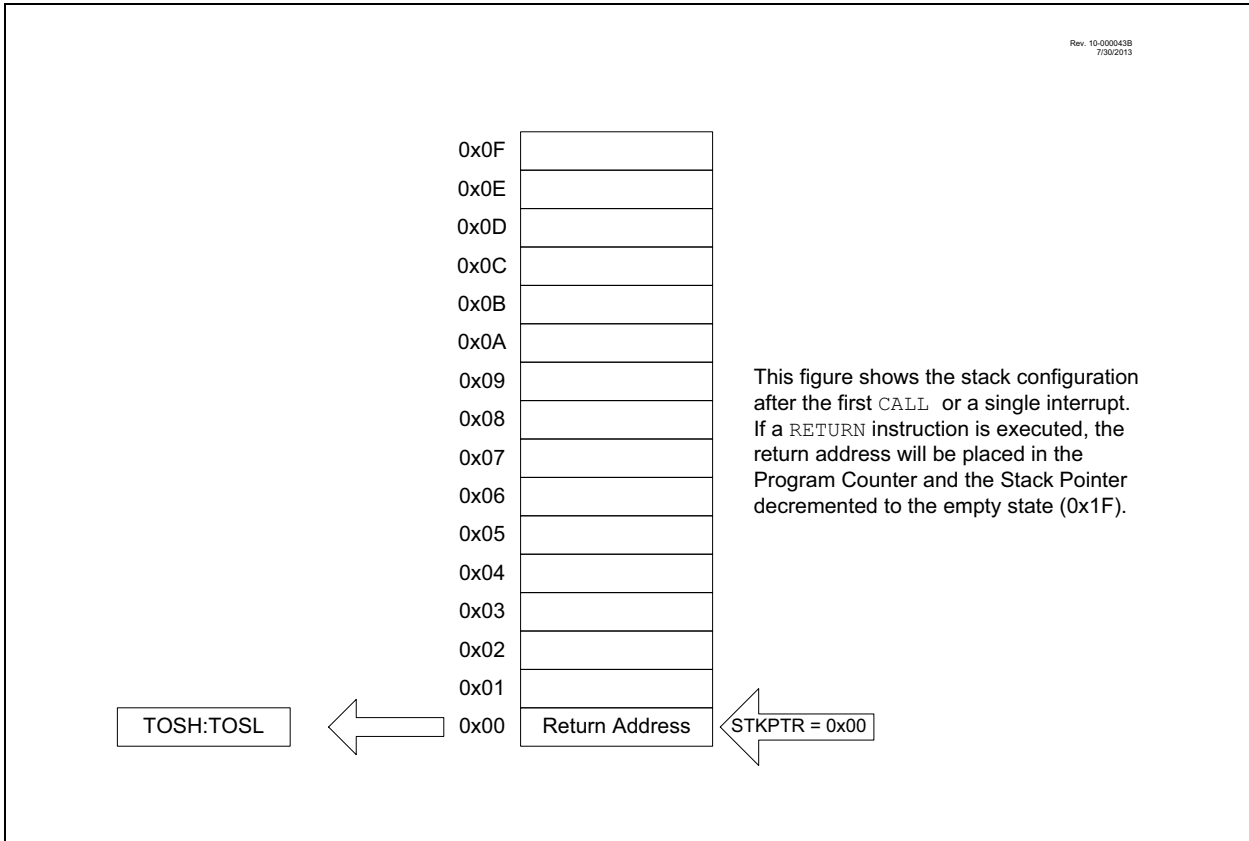 Rev. 10-000043B
7/30/2013
0x0F
0x0E
0x0D
0x0C
0x0B
0x0A
0x09
0x08
0x07
0x06
0x05
0x04
0x03
0x02
0x01
0x00
This figure shows the stack configuration
after the first CALL or a single interrupt.
If a RETURN instruction is executed, the
return address will be placed in the
Program Counter and the Stack Pointer
decremented to the empty state (0x1F).
TOSH:TOSL
Return Address
STKPTR = 0x00